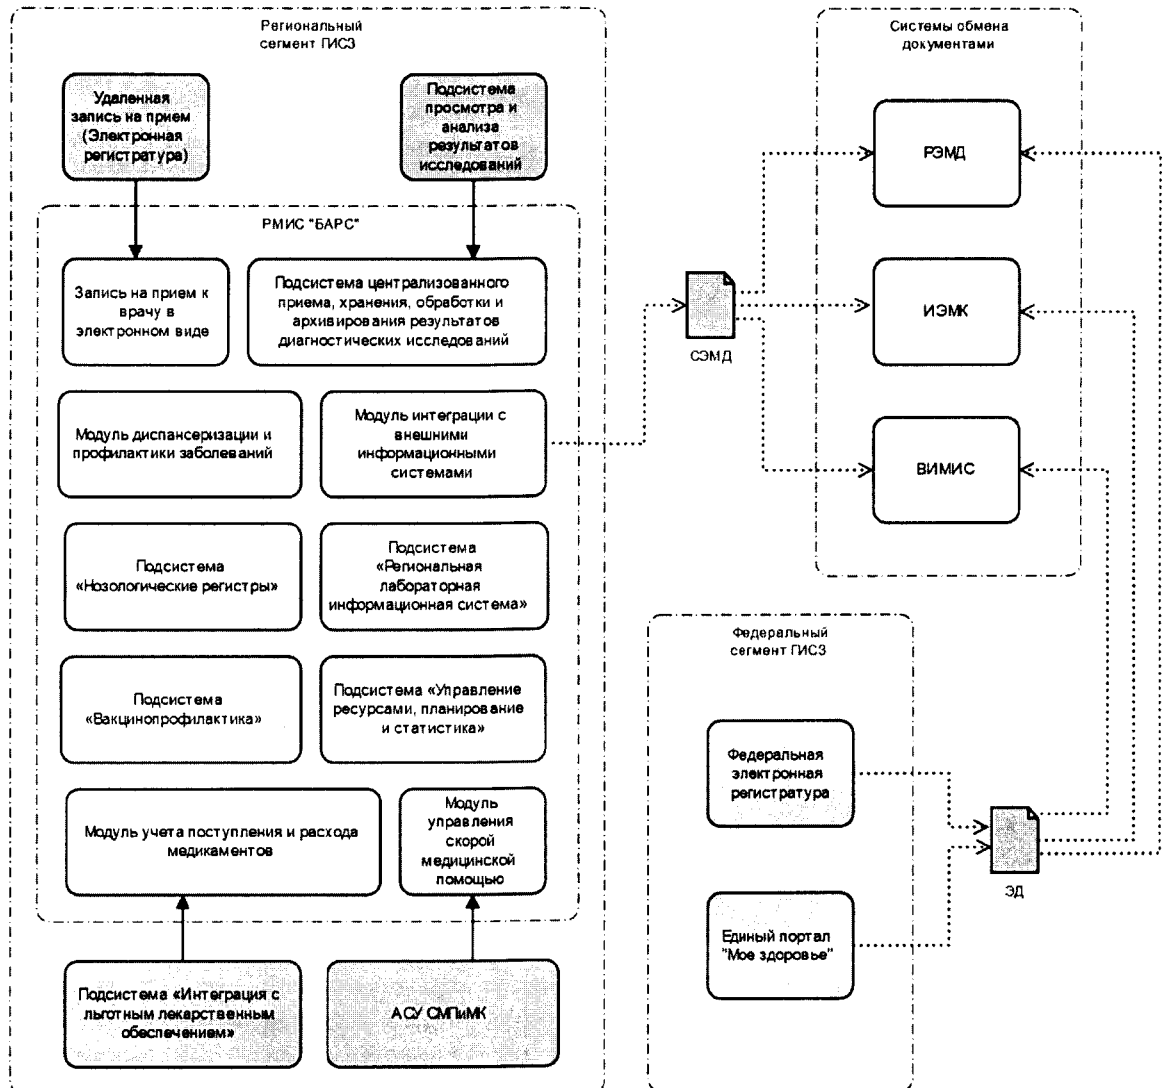 Региональный
сегмент ГИСЗ
Удаленная
запись на прием
(Электронная
регистратура)
Подсистема
просмотра и
анализа
результатов
исследований
РМИС "БАРС"
Запись на прием к
врачу в
электронном виде
Подсистема централизованного
приема, хранения, обработки и
архивирования результатов
диагностических исследований
Модуль диспансеризации и
профилактики заболеваний
Модуль интеграции с
внешними
информационными
системами
Подсистема
«Нозологические регистры»
Подсистема
«Региональная
лабораторная
информационная система»
Подсистема
«Вакцинопрофилактика»
Подсистема «Управление
ресурсами, планирование
и статистика»
Модуль учета поступления и расхода
медикаментов
Модуль
управления
скорой
медицинской
помощью
Подсистема «Интеграция с
льготным лекарственным
обеспечением»
АСУ СМПиМК
СЭМД
Системы обмена
документами
РЭМД
ИЭМК
ВИМИС
Федеральный
сегмент ГИСЗ
Федеральная
электронная
регистратура
Единый портал
"Мое здоровье"
ЭД